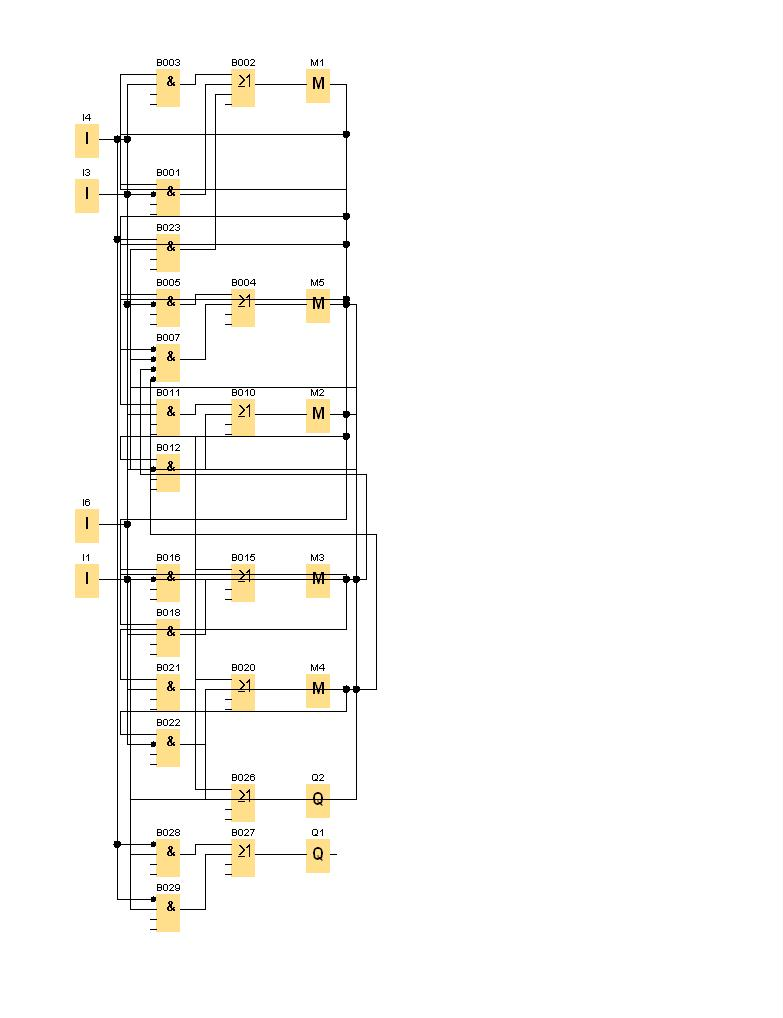 B003 B002 M1
& ≥1 M
I4
I
I3 B001
I &
B023
&
B005 B004 M5
& ≥1 M
B007
&
B011 B010 M2
& ≥1 M
B012
&
I6
I
I1 B016 B015 M3
I & ≥1 M
B018
&
B021 B020 M4
& ≥1 M
B022
&
B026 Q2
≥1 Q
B028 B027 Q1
& ≥1 Q
B029
&